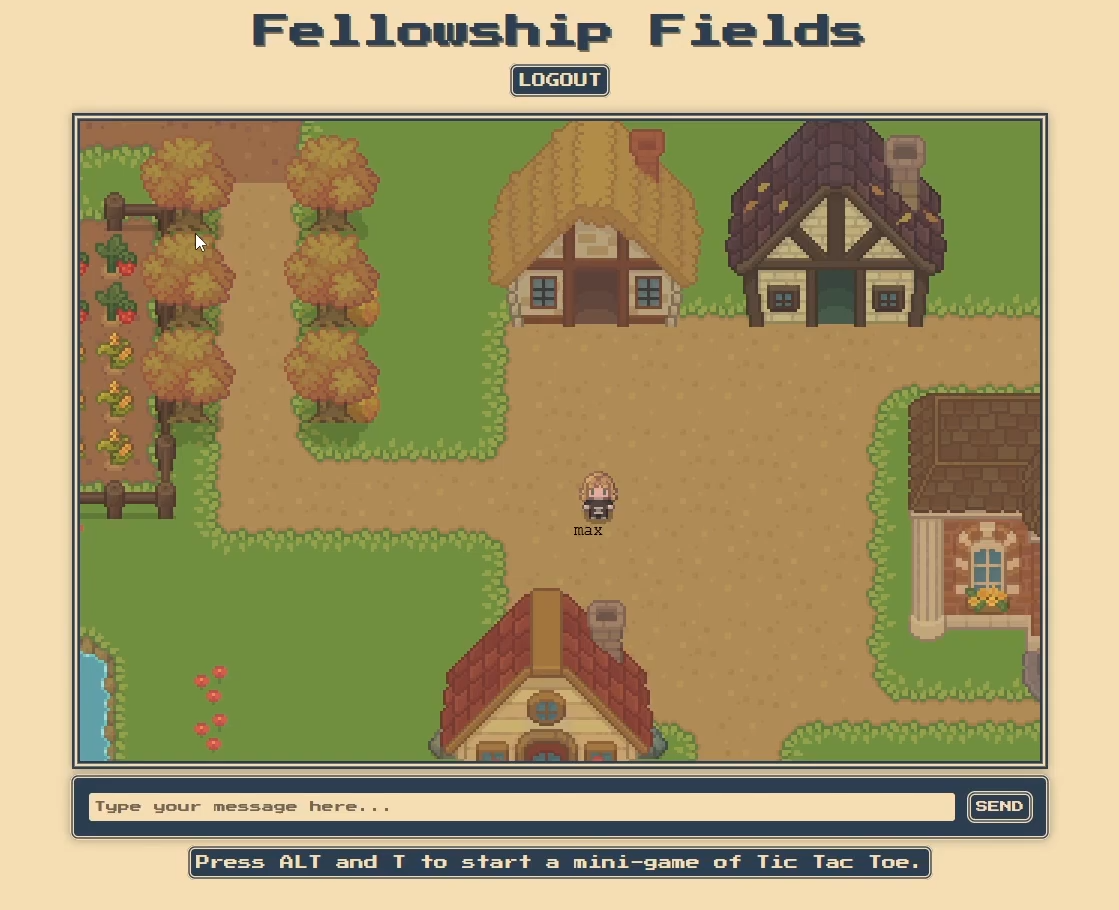 Fellowship Fields
LOGOUT
max
Type your message here...
SEND
Press ALT and T to start a mini-game of Tic Tac Toe.